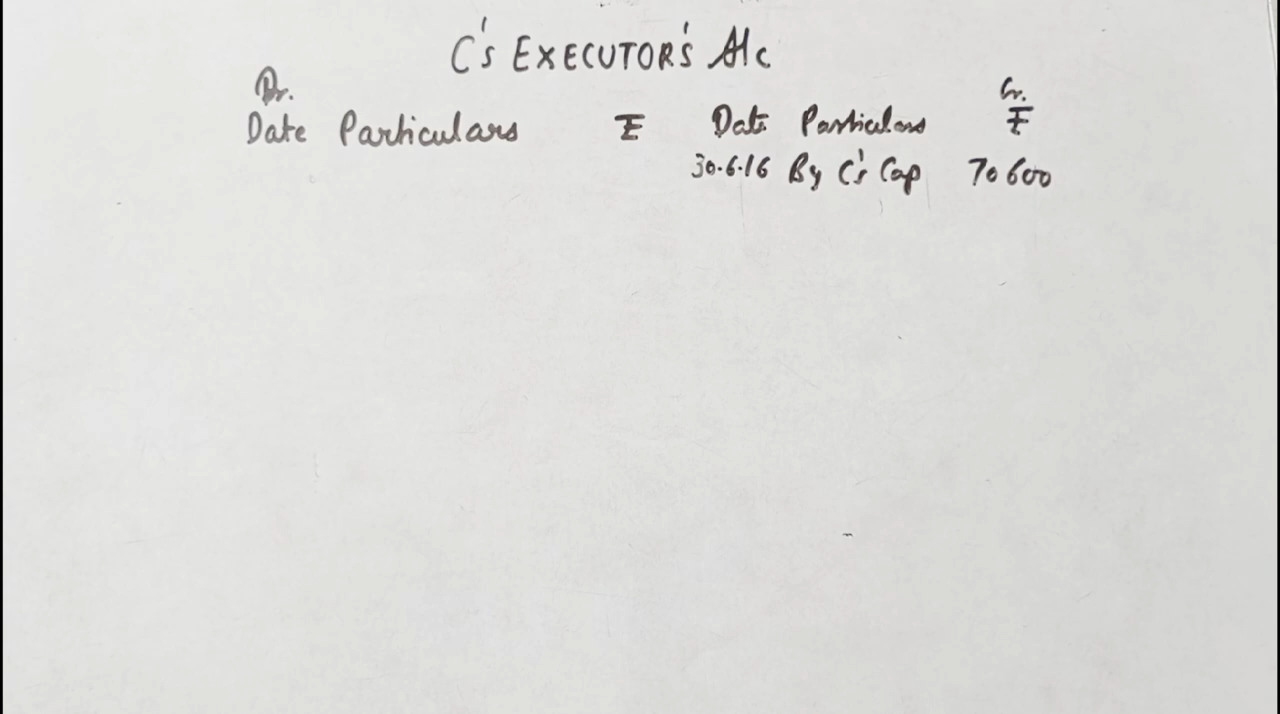 C's EXECUTOR'S A/c
Dr. Cr.
Date Particulars ₹ Date Particulars ₹
30.6.16 By C's Cap 70600